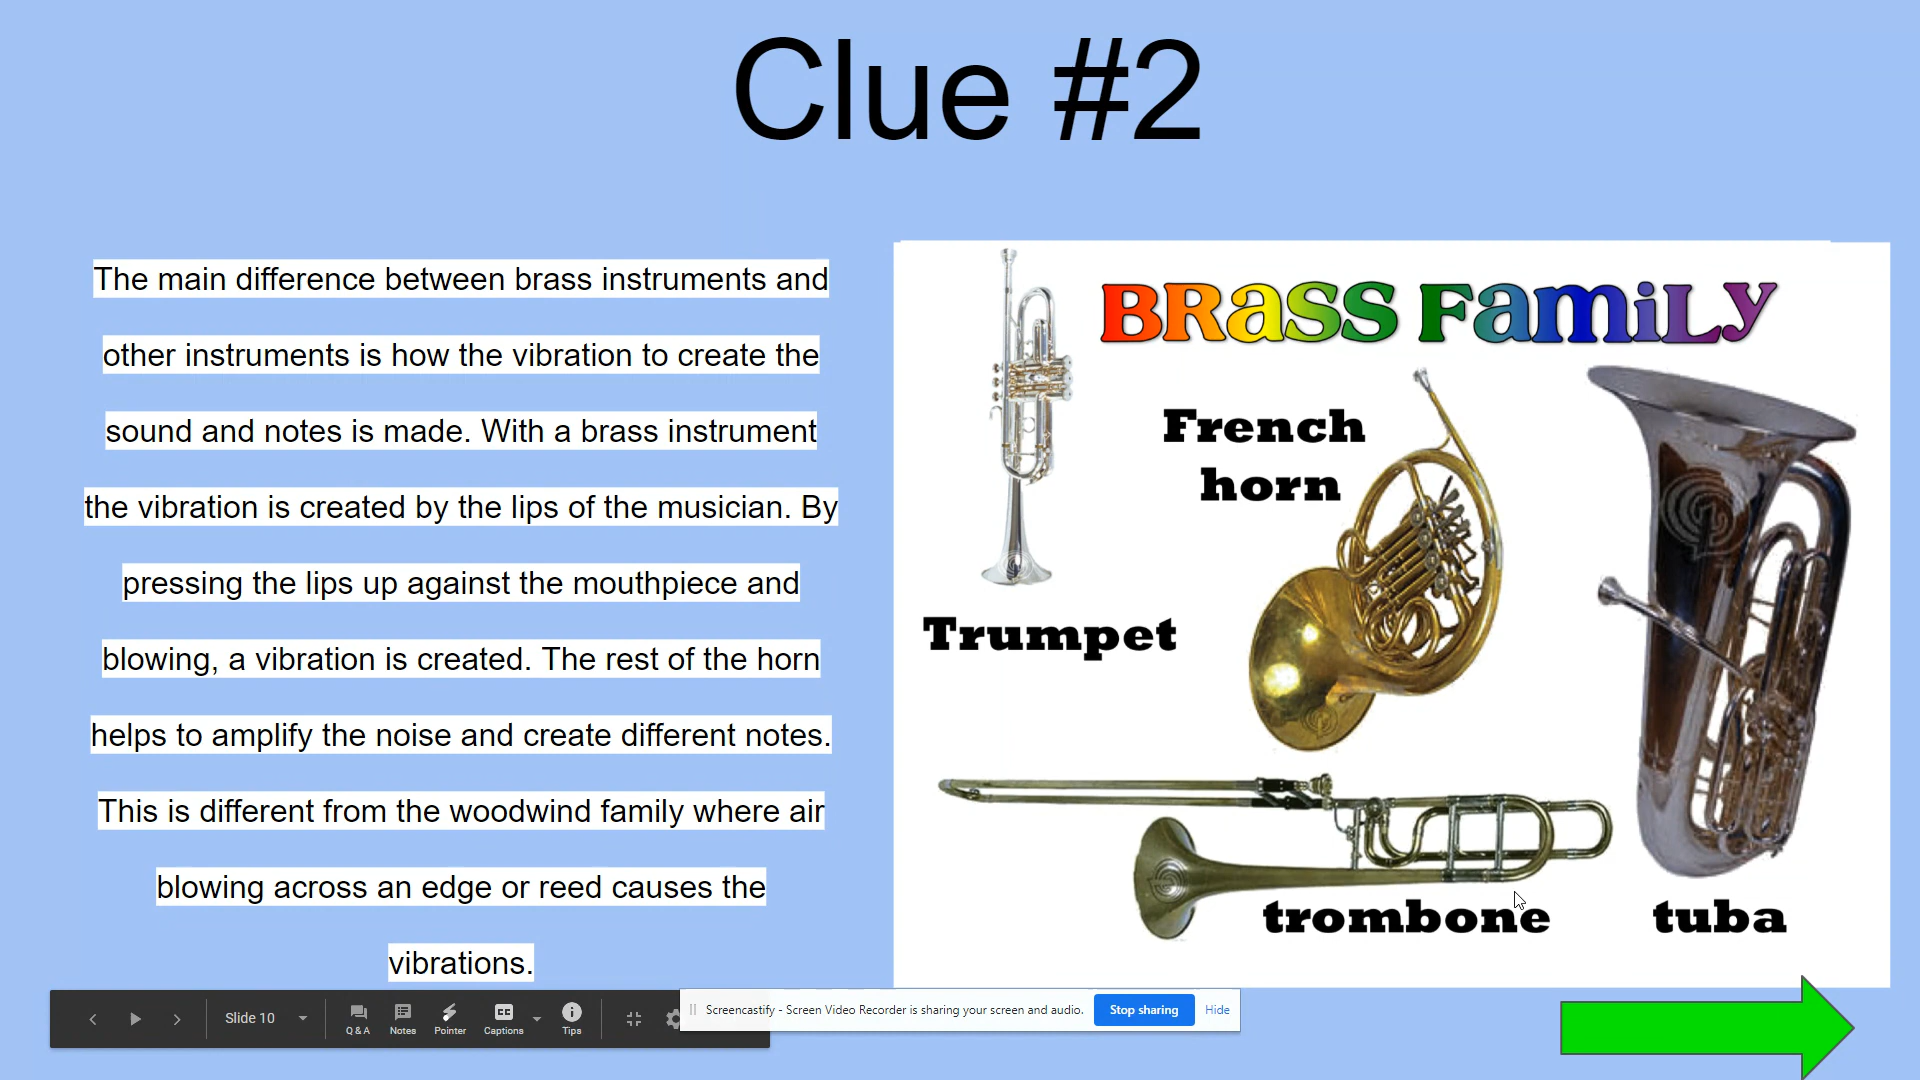 Clue #2
The main difference between brass instruments and
other instruments is how the vibration to create the
sound and notes is made. With a brass instrument
the vibration is created by the lips of the musician. By
pressing the lips up against the mouthpiece and
blowing, a vibration is created. The rest of the horn
helps to amplify the noise and create different notes.
This is different from the woodwind family where air
blowing across an edge or reed causes the
vibrations.
BRaSS FamiLy
French
horn
Trumpet
trombone
tuba
Slide 10
Q & A
Notes
Pointer
CC
Captions
Tips
Screencastify - Screen Video Recorder is sharing your screen and audio.
Stop sharing
Hide